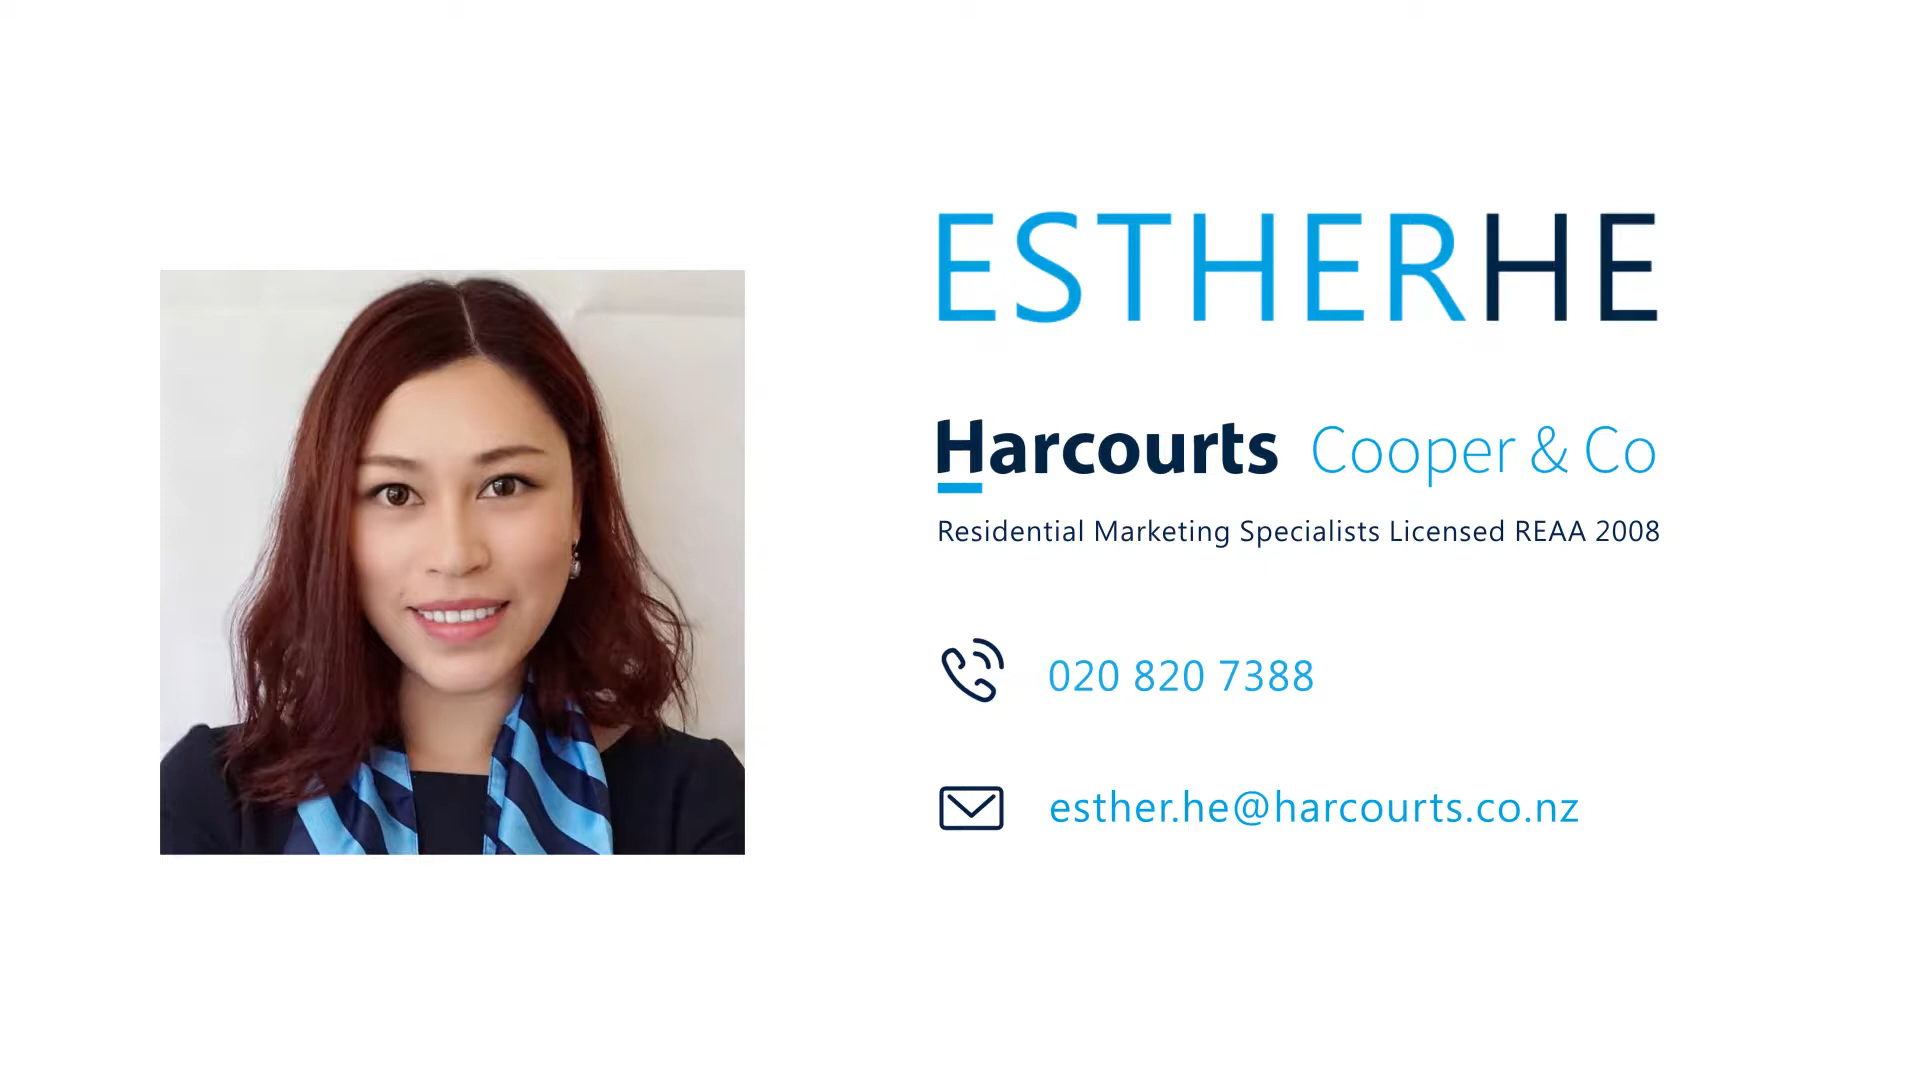 ESTHERHE
Harcourts Cooper & Co
Residential Marketing Specialists Licensed REAA 2008
020 820 7388
esther.he@harcourts.co.nz